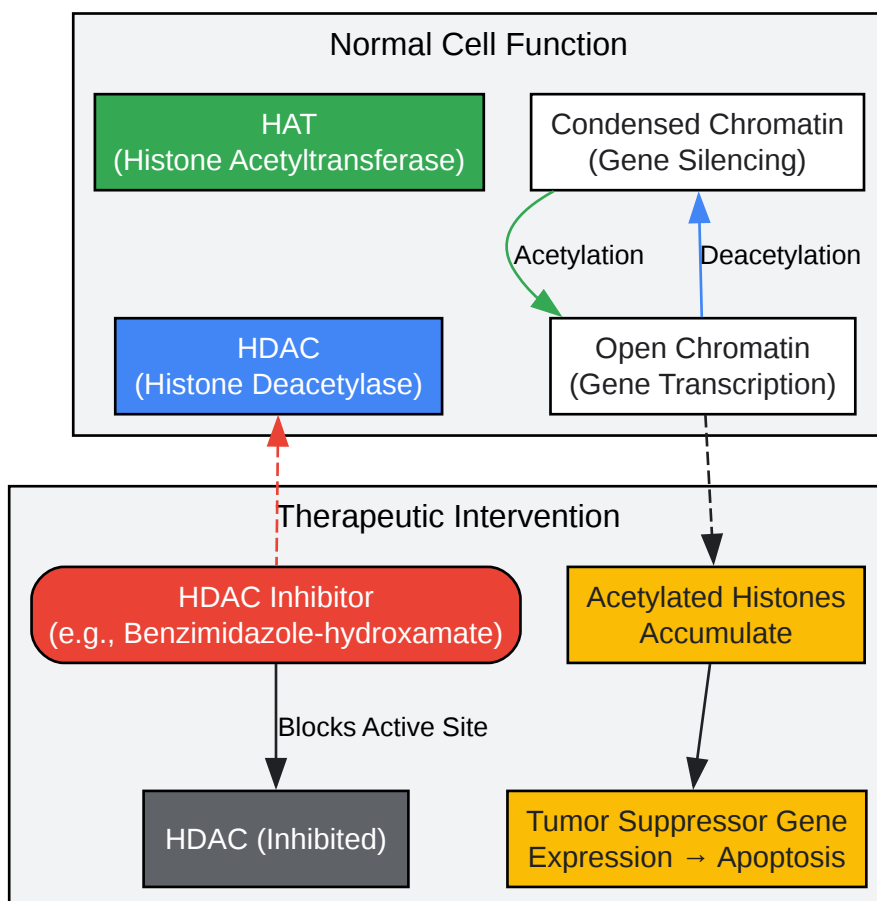 Normal Cell Function
HAT
(Histone Acetyltransferase)
Condensed Chromatin
(Gene Silencing)
Acetylation
Deacetylation
HDAC
(Histone Deacetylase)
Open Chromatin
(Gene Transcription)
Therapeutic Intervention
HDAC Inhibitor
(e.g., Benzimidazole-hydroxamate)
Acetylated Histones
Accumulate
Blocks Active Site
HDAC (Inhibited)
Tumor Suppressor Gene
Expression → Apoptosis